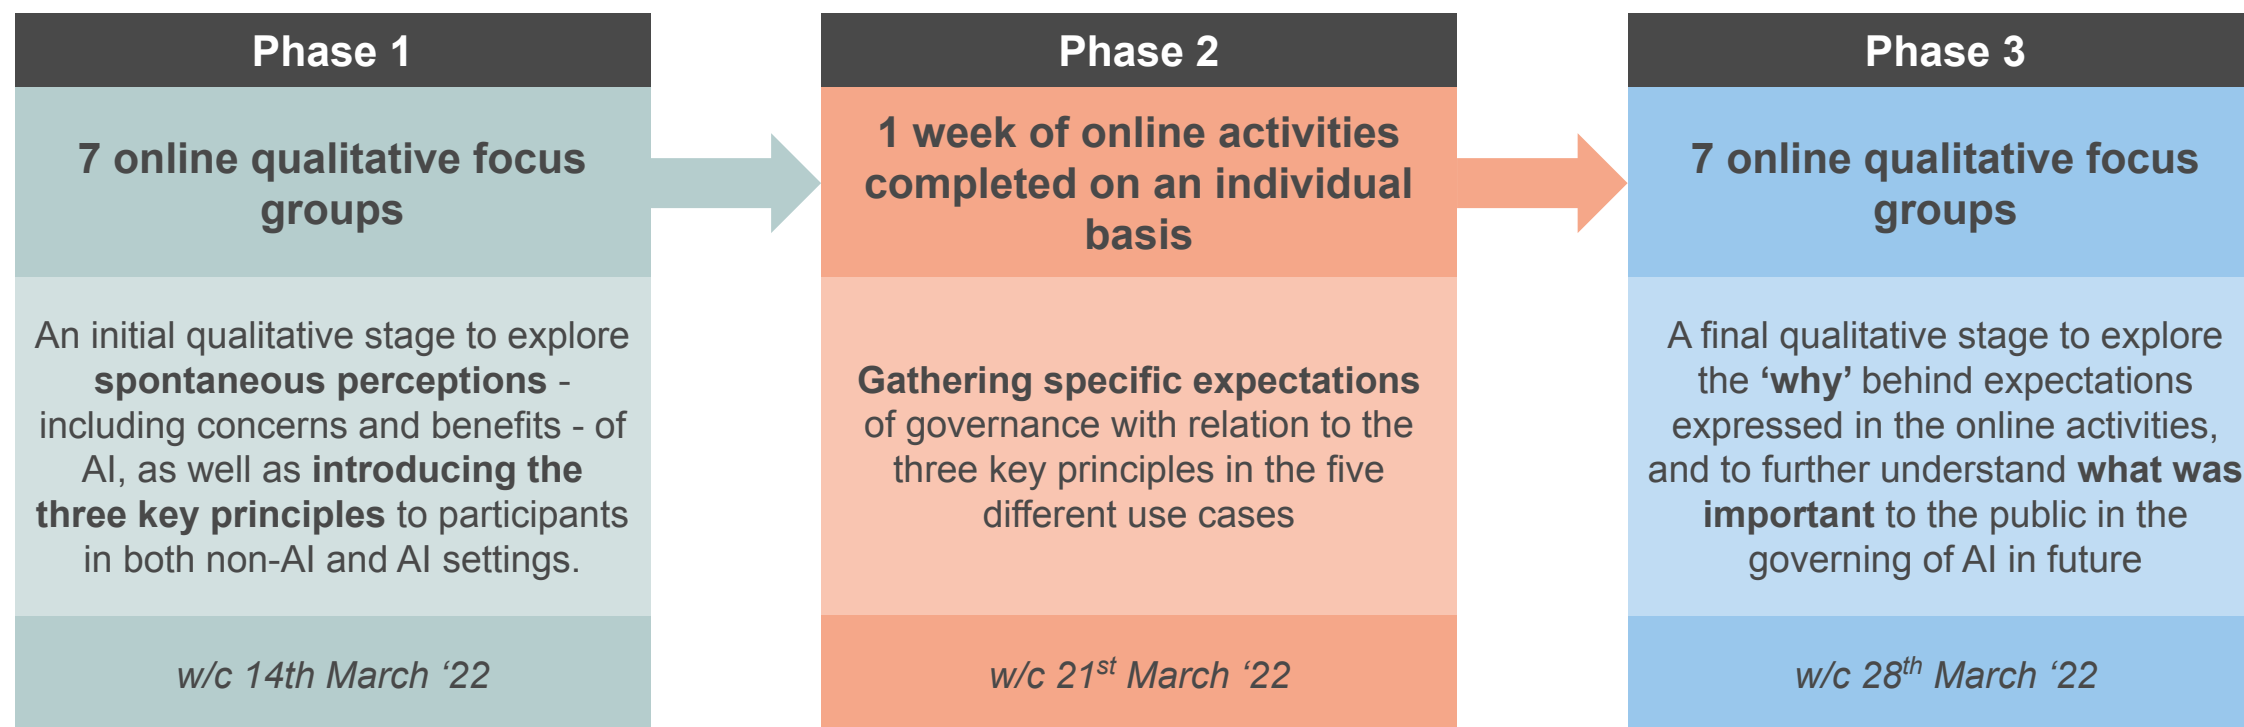 Phase 1
7 online qualitative focus
groups
An initial qualitative stage to explore
spontaneous perceptions -
including concerns and benefits - of
AI, as well as introducing the
three key principles to participants
in both non-AI and AI settings.
w/c 14th March ‘22
Phase 2
1 week of online activities
completed on an individual
basis
Gathering specific expectations
of governance with relation to the
three key principles in the five
different use cases
w/c 21st March ‘22
Phase 3
7 online qualitative focus
groups
A final qualitative stage to explore
the ‘why’ behind expectations
expressed in the online activities,
and to further understand what was
important to the public in the
governing of AI in future
w/c 28th March ‘22